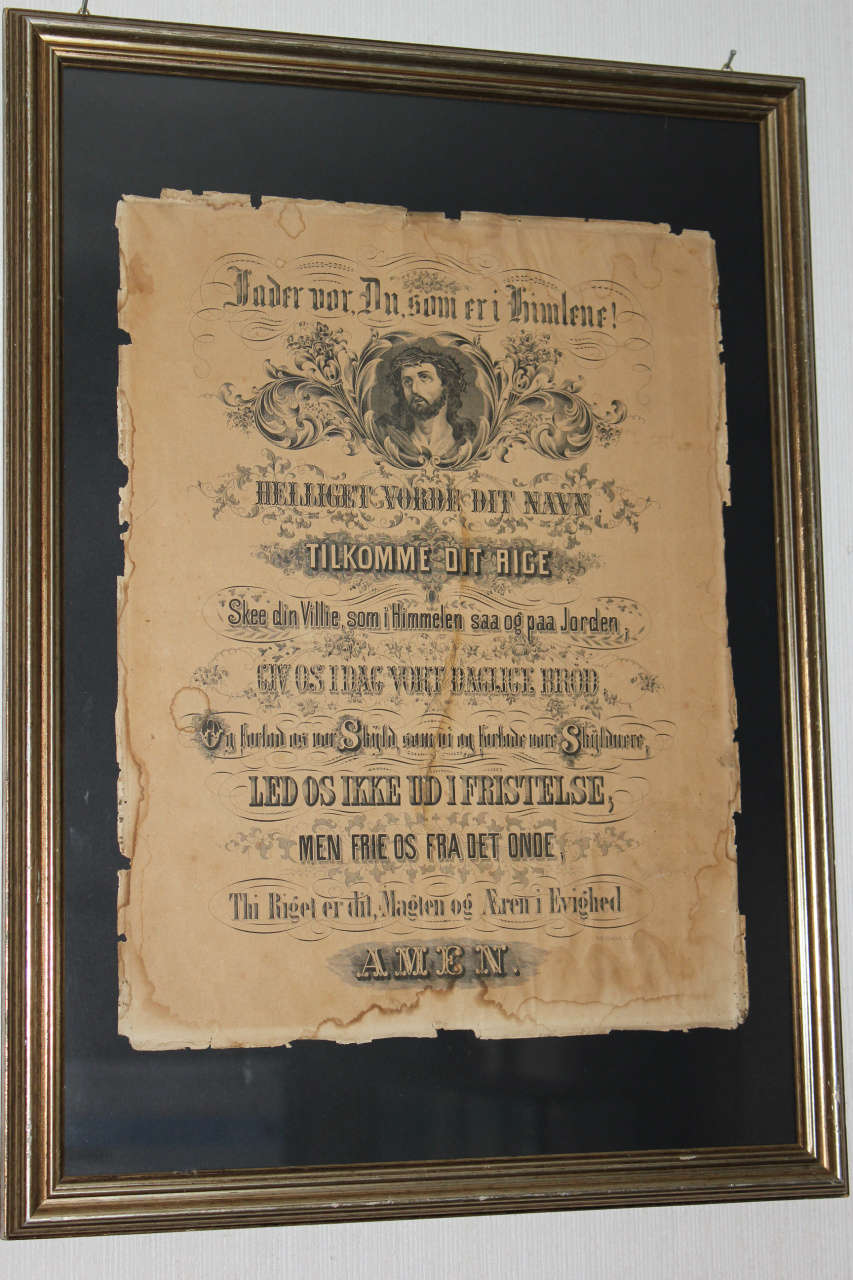 Fader vor, Du, som er i Himlene!
HELLIGET VORDE DIT NAVN,
TILKOMME DIT RIGE
Skee din Villie, som i Himmelen saa og paa Jorden,
GIV OS I DAG VORT DAGLIGE BRØD,
Og forlad os vor Skyld, som vi og forlade vore Skyldnere,
LED OS IKKE UD I FRISTELSE,
MEN FRIE OS FRA DET ONDE,
Thi Riget er dit, Magten og Æren i Evighed
AMEN.